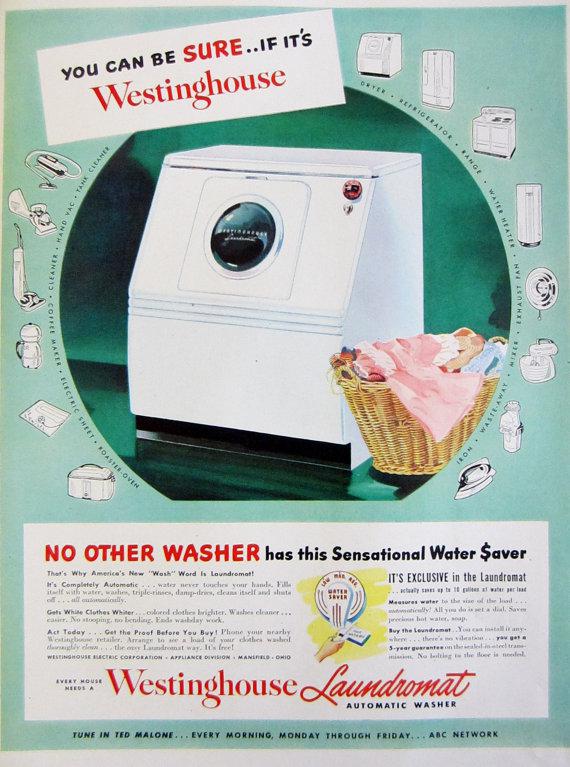 YOU CAN BE SURE..IF IT'S
Westinghouse
TANK CLEANER
HAND VAC
CLEANER
COFFEE MAKER
ELECTRIC SHEET
ROASTER-OVEN
DRYER
REFRIGERATOR
RANGE
WATER HEATER
EXHAUST FAN
MIXER
WASTE-AWAY
IRON
WESTINGHOUSE
Laundromat
NO OTHER WASHER has this Sensational Water $aver
That's Why America's New "Wash" Word Is Laundromat!
It's Completely Automatic . . . water never touches your hands. Fills
itself with water, washes, triple-rinses, damp-dries, cleans itself and shuts
off . . . all automatically.
Gets White Clothes Whiter . . . colored clothes brighter. Washes cleaner . . .
easier. No stooping, no bending. Ends washday work.
Act Today . . . Get the Proof Before You Buy! Phone your nearby
Westinghouse retailer. Arrange to see a load of your clothes washed
thoroughly clean . . . the easy Laundromat way. It's free!
WESTINGHOUSE ELECTRIC CORPORATION • APPLIANCE DIVISION • MANSFIELD • OHIO
LOW MED. REG.
WATER
SAVER
IT'S EXCLUSIVE in the Laundromat
. . . actually saves up to 10 gallons of water per load
Measures water to the size of the load . . .
automatically! All you do is set a dial. Saves
precious hot water, soap.
Buy the Laundromat . . You can install it any-
where . . . there's no vibration . . . you get a
5-year guarantee on the sealed-in-steel trans-
mission. No bolting to the floor is needed.
EVERY HOUSE
NEEDS A
Westinghouse Laundromat
AUTOMATIC WASHER
TUNE IN TED MALONE . . . EVERY MORNING, MONDAY THROUGH FRIDAY . . . ABC NETWORK